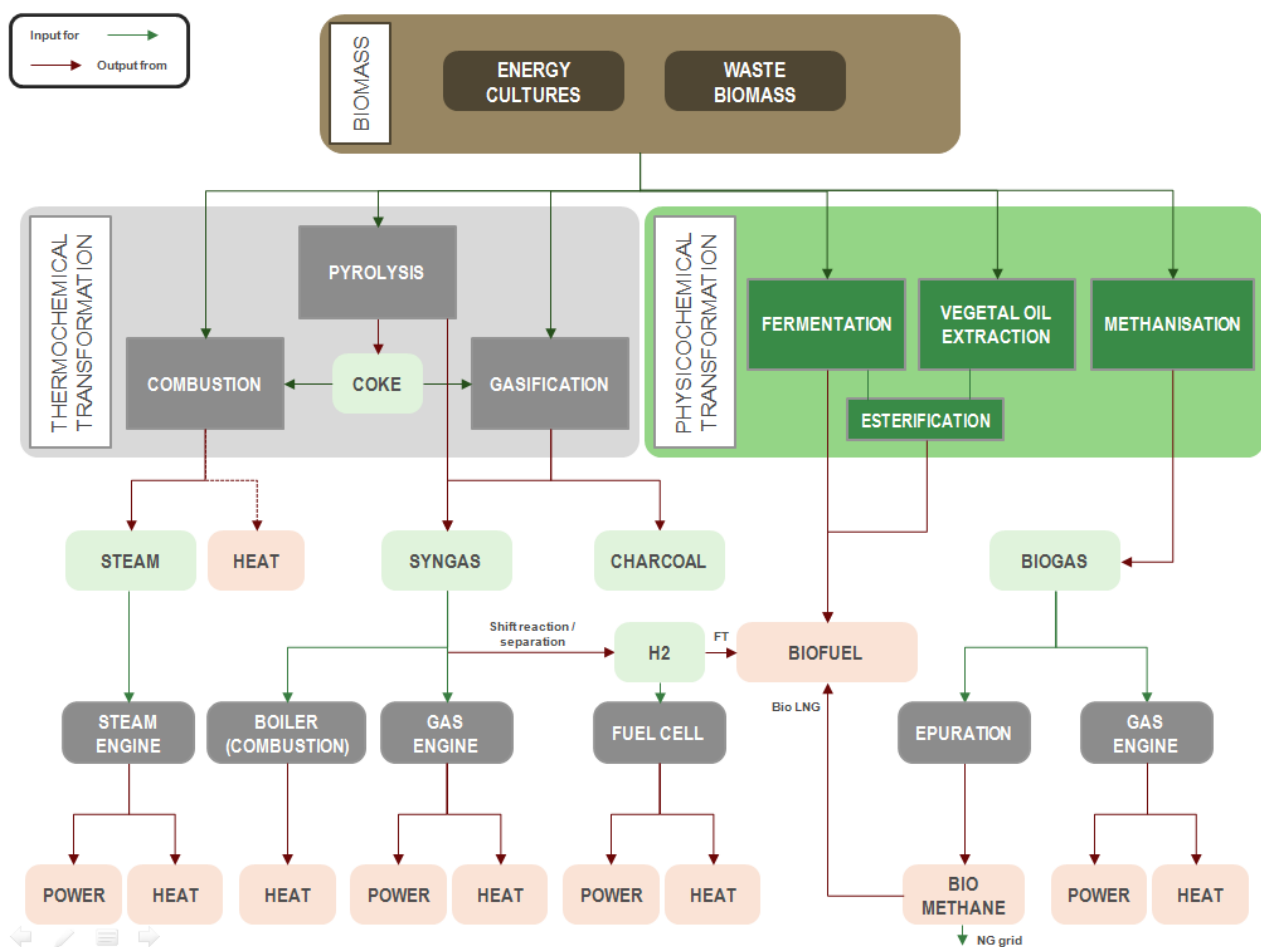 Input for
Output from
BIOMASS
ENERGY
CULTURES
WASTE
BIOMASS
THERMOCHEMICAL
TRANSFORMATION
PYROLYSIS
COMBUSTION
COKE
GASIFICATION
PHYSICOCHEMICAL
TRANSFORMATION
FERMENTATION
VEGETAL OIL
EXTRACTION
METHANISATION
ESTERIFICATION
STEAM
HEAT
SYNGAS
CHARCOAL
BIOGAS
Shift reaction /
separation
H2
FT
BIOFUEL
Bio LNG
STEAM
ENGINE
BOILER
(COMBUSTION)
GAS
ENGINE
FUEL CELL
EPURATION
GAS
ENGINE
POWER
HEAT
HEAT
POWER
HEAT
POWER
HEAT
BIO
METHANE
POWER
HEAT
NG grid